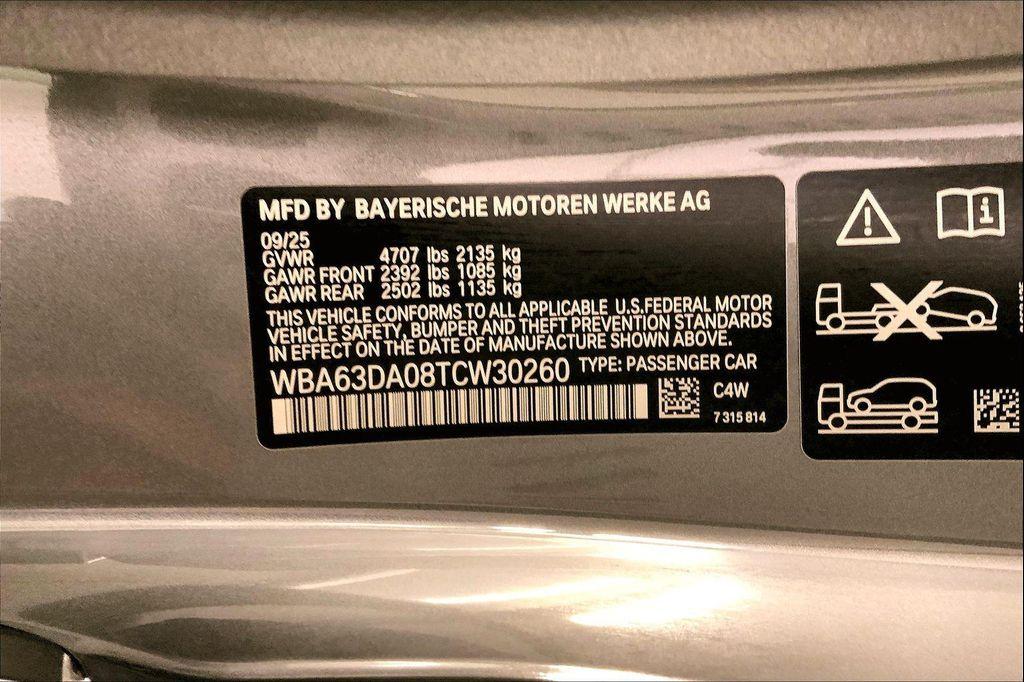 MFD BY BAYERISCHE MOTOREN WERKE AG
09/25
GVWR 4707 lbs 2135 kg
GAWR FRONT 2392 lbs 1085 kg
GAWR REAR 2502 lbs 1135 kg
THIS VEHICLE CONFORMS TO ALL APPLICABLE U.S.FEDERAL MOTOR
VEHICLE SAFETY, BUMPER AND THEFT PREVENTION STANDARDS
IN EFFECT ON THE DATE OF MANUFACTURE SHOWN ABOVE.
WBA63DA08TCW30260 TYPE: PASSENGER CAR
C4W
7 315 814